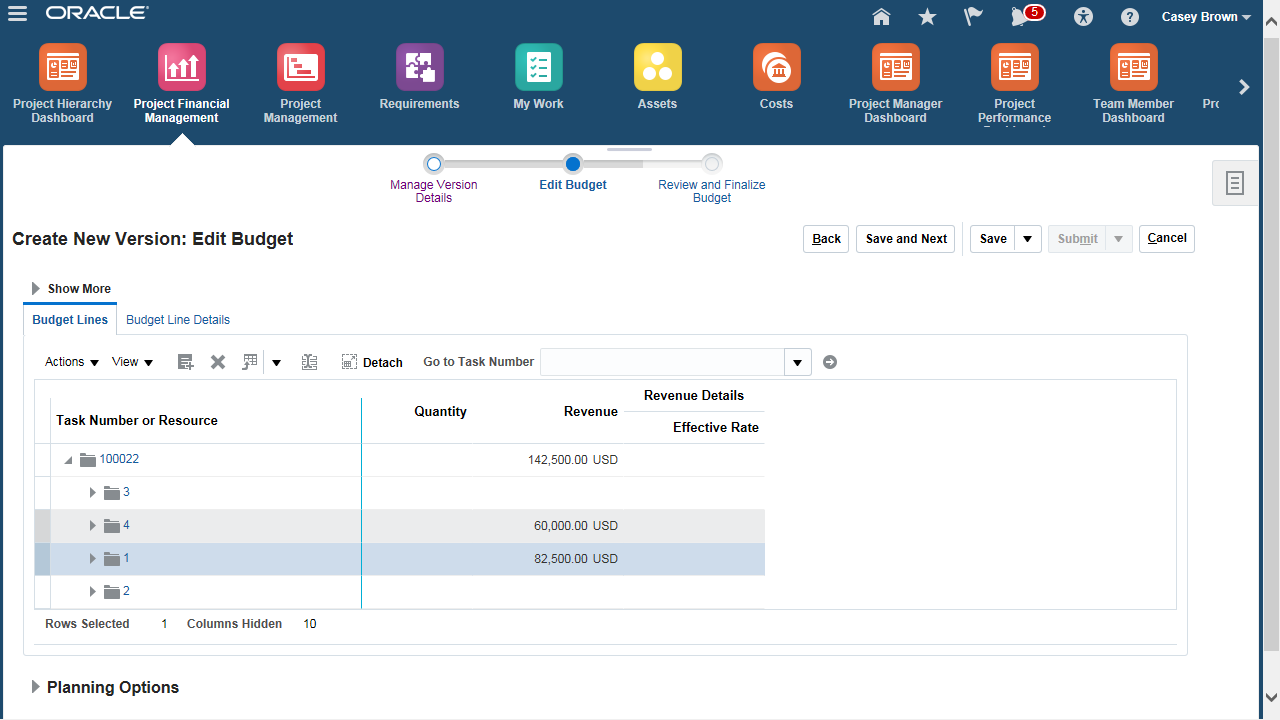 ORACLE
5
Casey Brown
Project Hierarchy
Dashboard
Project Financial
Management
Project
Management
Requirements
My Work
Assets
Costs
Project Manager
Dashboard
Project
Performance
Team Member
Dashboard
Manage Version
Details
Edit Budget
Review and Finalize
Budget
Create New Version: Edit Budget
Back
Save and Next
Save
Submit
Cancel
Show More
Budget Lines
Budget Line Details
Actions
View
Detach
Go to Task Number
Task Number or Resource
Quantity
Revenue
Revenue Details
Effective Rate
100022 142,500.00 USD
3
4 60,000.00 USD
1 82,500.00 USD
2
Rows Selected 1 Columns Hidden 10
Planning Options